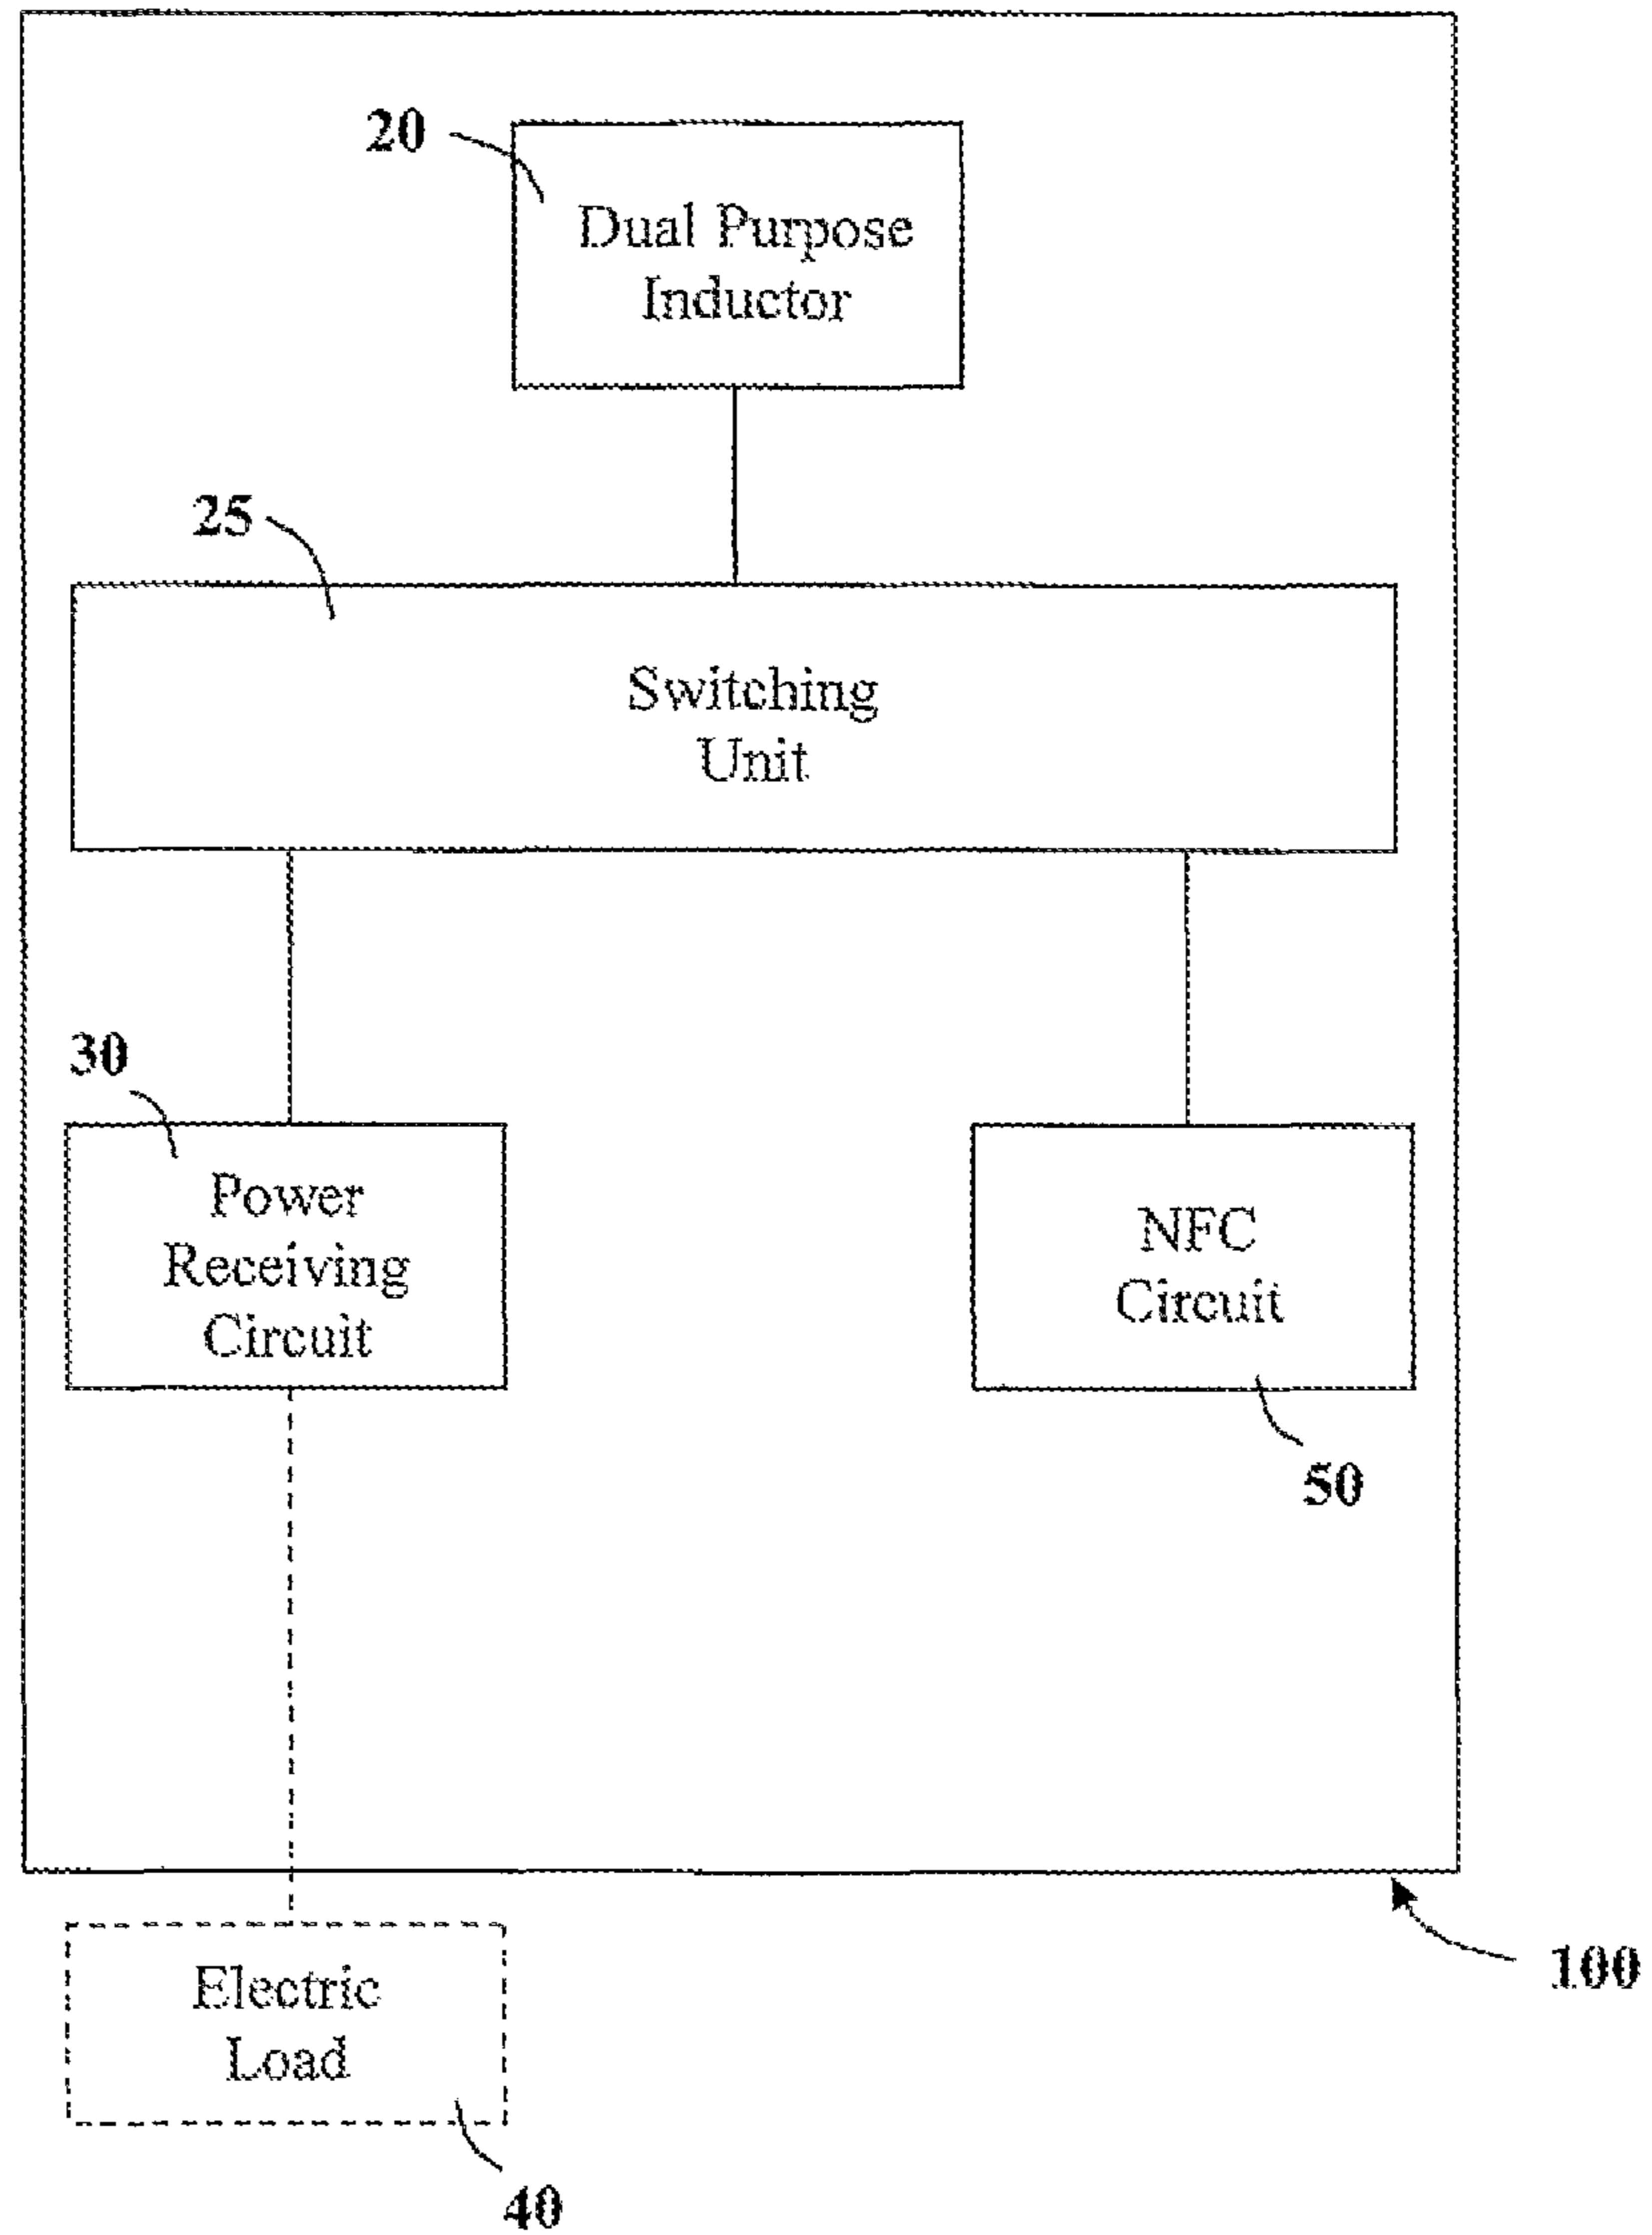 20
Dual Purpose
Inductor
25
Switching
Unit
30
Power
Receiving
Circuit
NFC
Circuit
50
100
Electric
Load
40